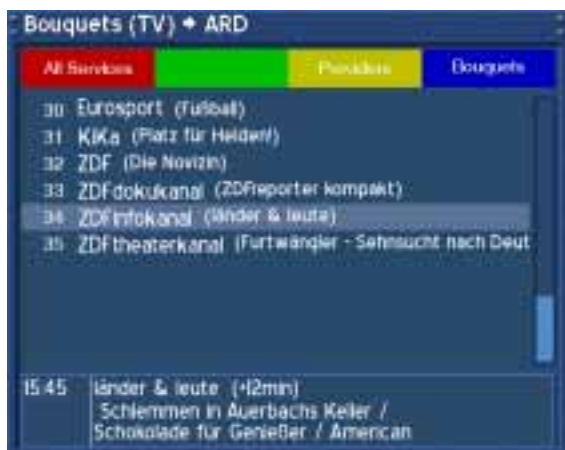 Bouquets (TV) → ARD
All Services Providers Bouquets
30 Eurosport (Fußball)
31 KiKa (Platz für Helden!)
32 ZDF (Die Novizin)
33 ZDFdokukanal (ZDFreporter kompakt)
34 ZDFinfokanal (länder & leute)
35 ZDFtheaterkanal (Furtwängler - Sehnsucht nach Deut
15:45 länder & leute (+12min)
Schlemmen in Auerbachs Keller /
Schokolade für Genießer / American